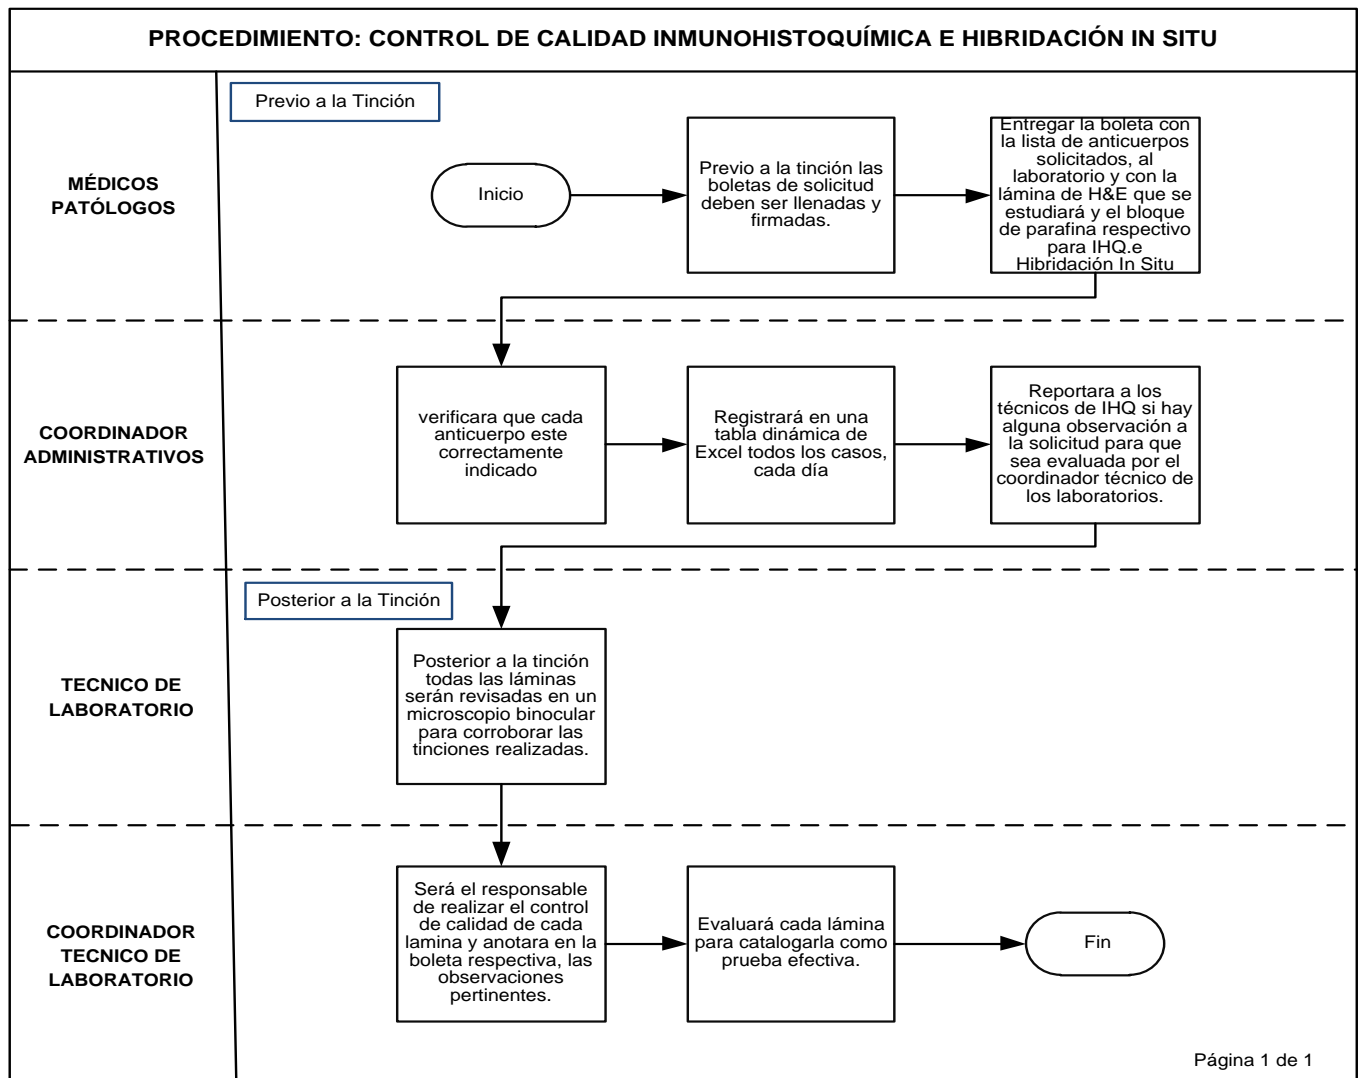 PROCEDIMIENTO: CONTROL DE CALIDAD INMUNOHISTOQUÍMICA E HIBRIDACIÓN IN SITU
Previo a la Tinción
MÉDICOS
PATÓLOGOS
Inicio
Previo a la tinción las
boletas de solicitud
deben ser llenadas y
firmadas.
Entregar la boleta con
la lista de anticuerpos
solicitados, al
laboratorio y con la
lámina de H&E que se
estudiará y el bloque
de parafina respectivo
para IHQ.e
Hibridación In Situ
COORDINADOR
ADMINISTRATIVOS
verificara que cada
anticuerpo este
correctamente
indicado
Registrará en una
tabla dinámica de
Excel todos los casos,
cada día
Reportara a los
técnicos de IHQ si hay
alguna observación a
la solicitud para que
sea evaluada por el
coordinador técnico de
los laboratorios.
Posterior a la Tinción
TECNICO DE
LABORATORIO
Posterior a la tinción
todas las láminas
serán revisadas en un
microscopio binocular
para corroborar las
tinciones realizadas.
COORDINADOR
TECNICO DE
LABORATORIO
Será el responsable
de realizar el control
de calidad de cada
lamina y anotara en la
boleta respectiva, las
observaciones
pertinentes.
Evaluará cada lámina
para catalogarla como
prueba efectiva.
Fin
Página 1 de 1